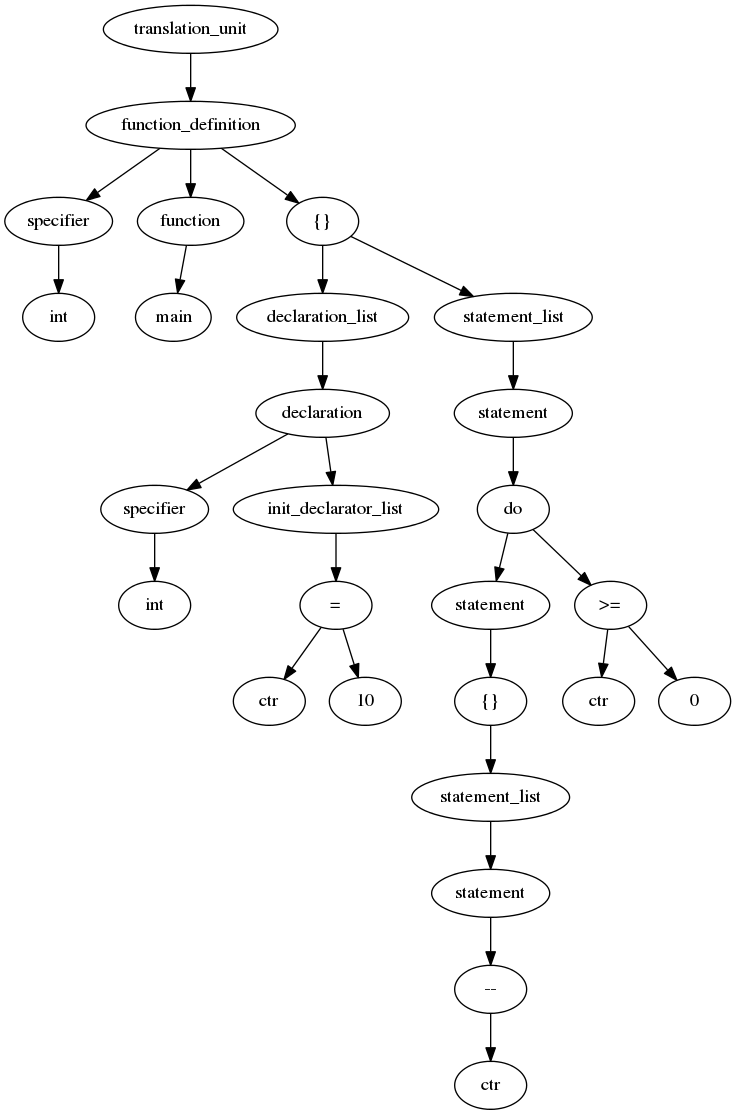 translation_unit
function_definition
specifier function {}
int main declaration_list statement_list
declaration statement
specifier init_declarator_list do
int = statement >=
ctr 10 {} ctr 0
statement_list
statement
--
ctr